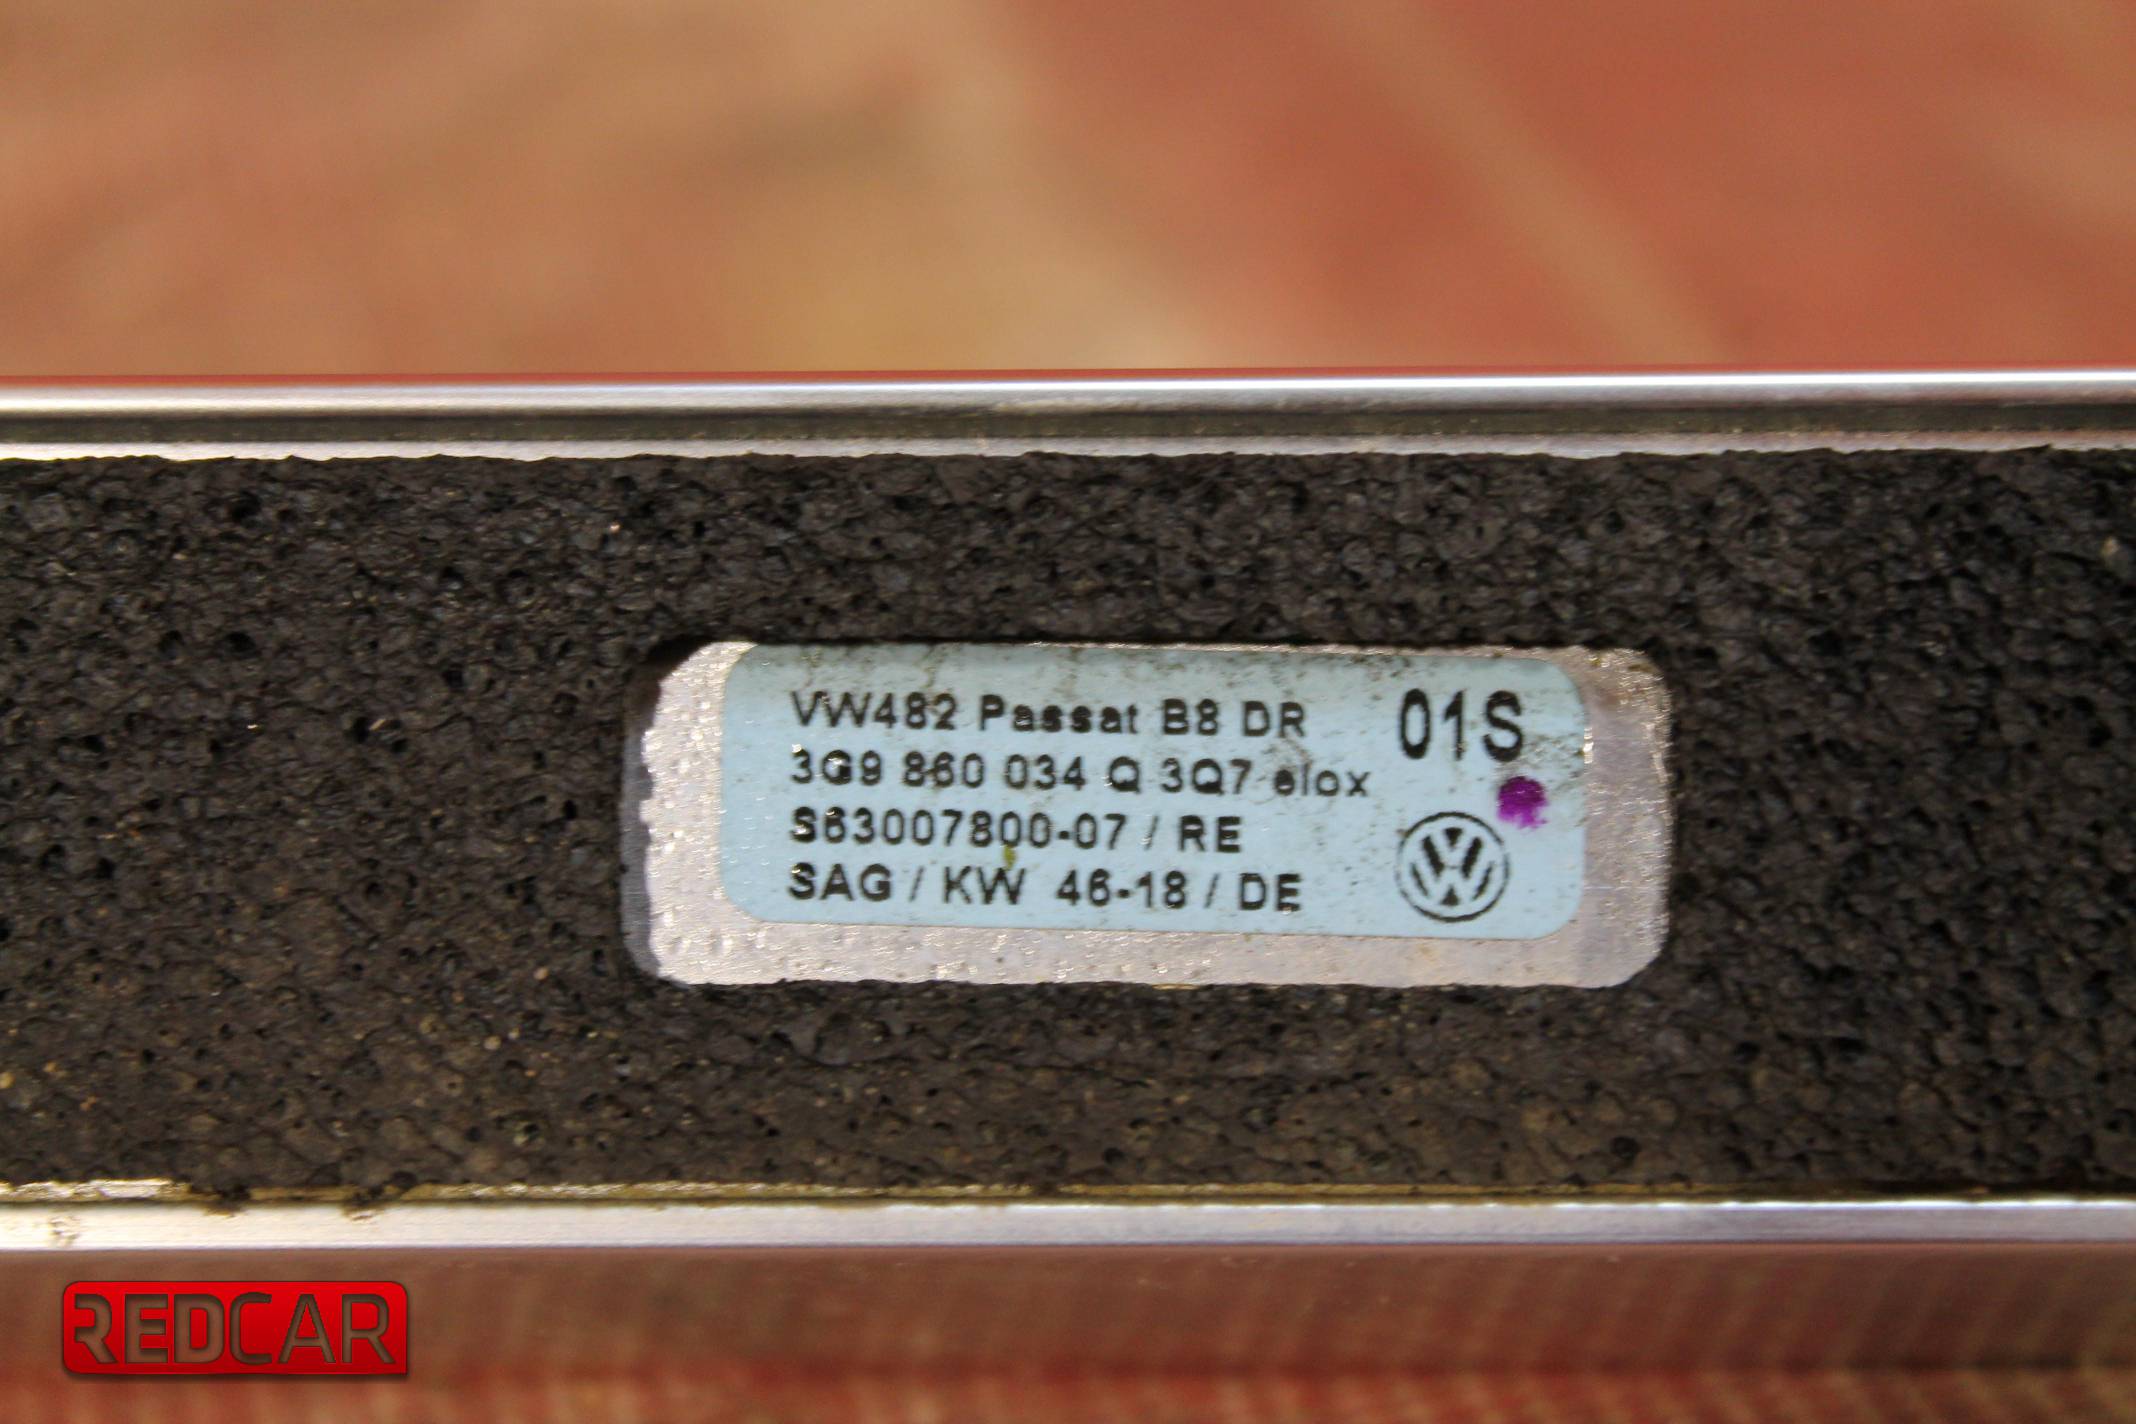 VW482 Passat B8 DR 01S
3G9 860 034 Q 3Q7 elox
S63007800-07 / RE
SAG / KW 46-18 / DE
REDCAR